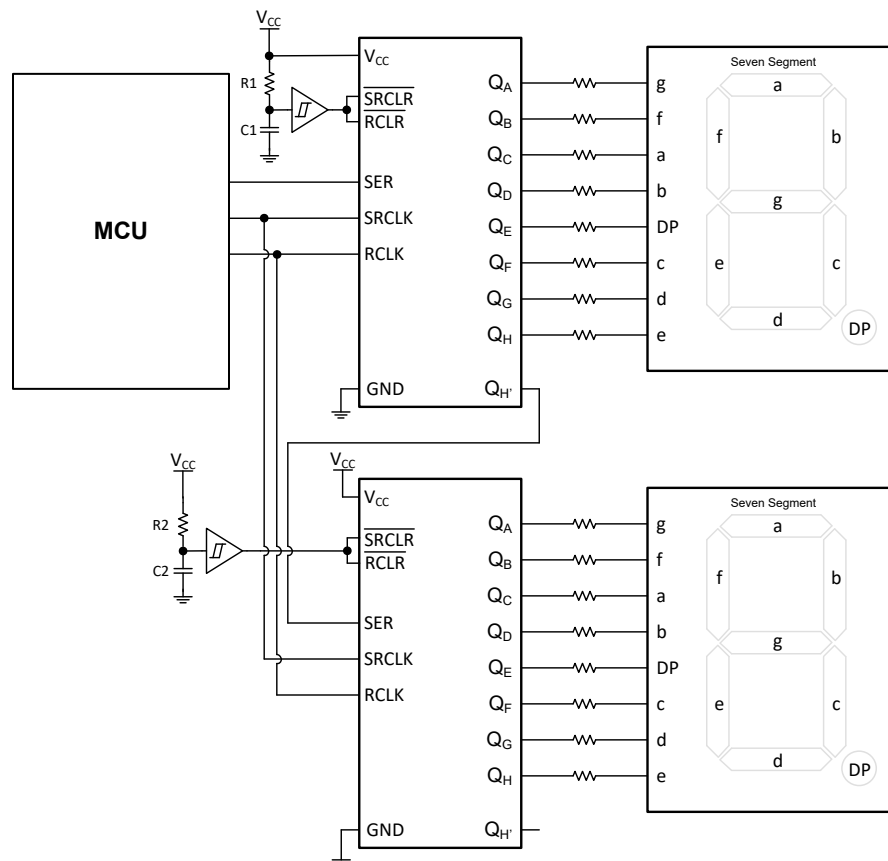 VCC
R1
C1
MCU
VCC
SRCLR
RCLR
SER
SRCLK
RCLK
GND
QA
QB
QC
QD
QE
QF
QG
QH
QH'
g
f
a
b
DP
c
d
e
Seven Segment
a
f
b
g
e
c
d
DP
VCC
R2
C2
VCC
VCC
SRCLR
RCLR
SER
SRCLK
RCLK
GND
QA
QB
QC
QD
QE
QF
QG
QH
QH'
g
f
a
b
DP
c
d
e
Seven Segment
a
f
b
g
e
c
d
DP